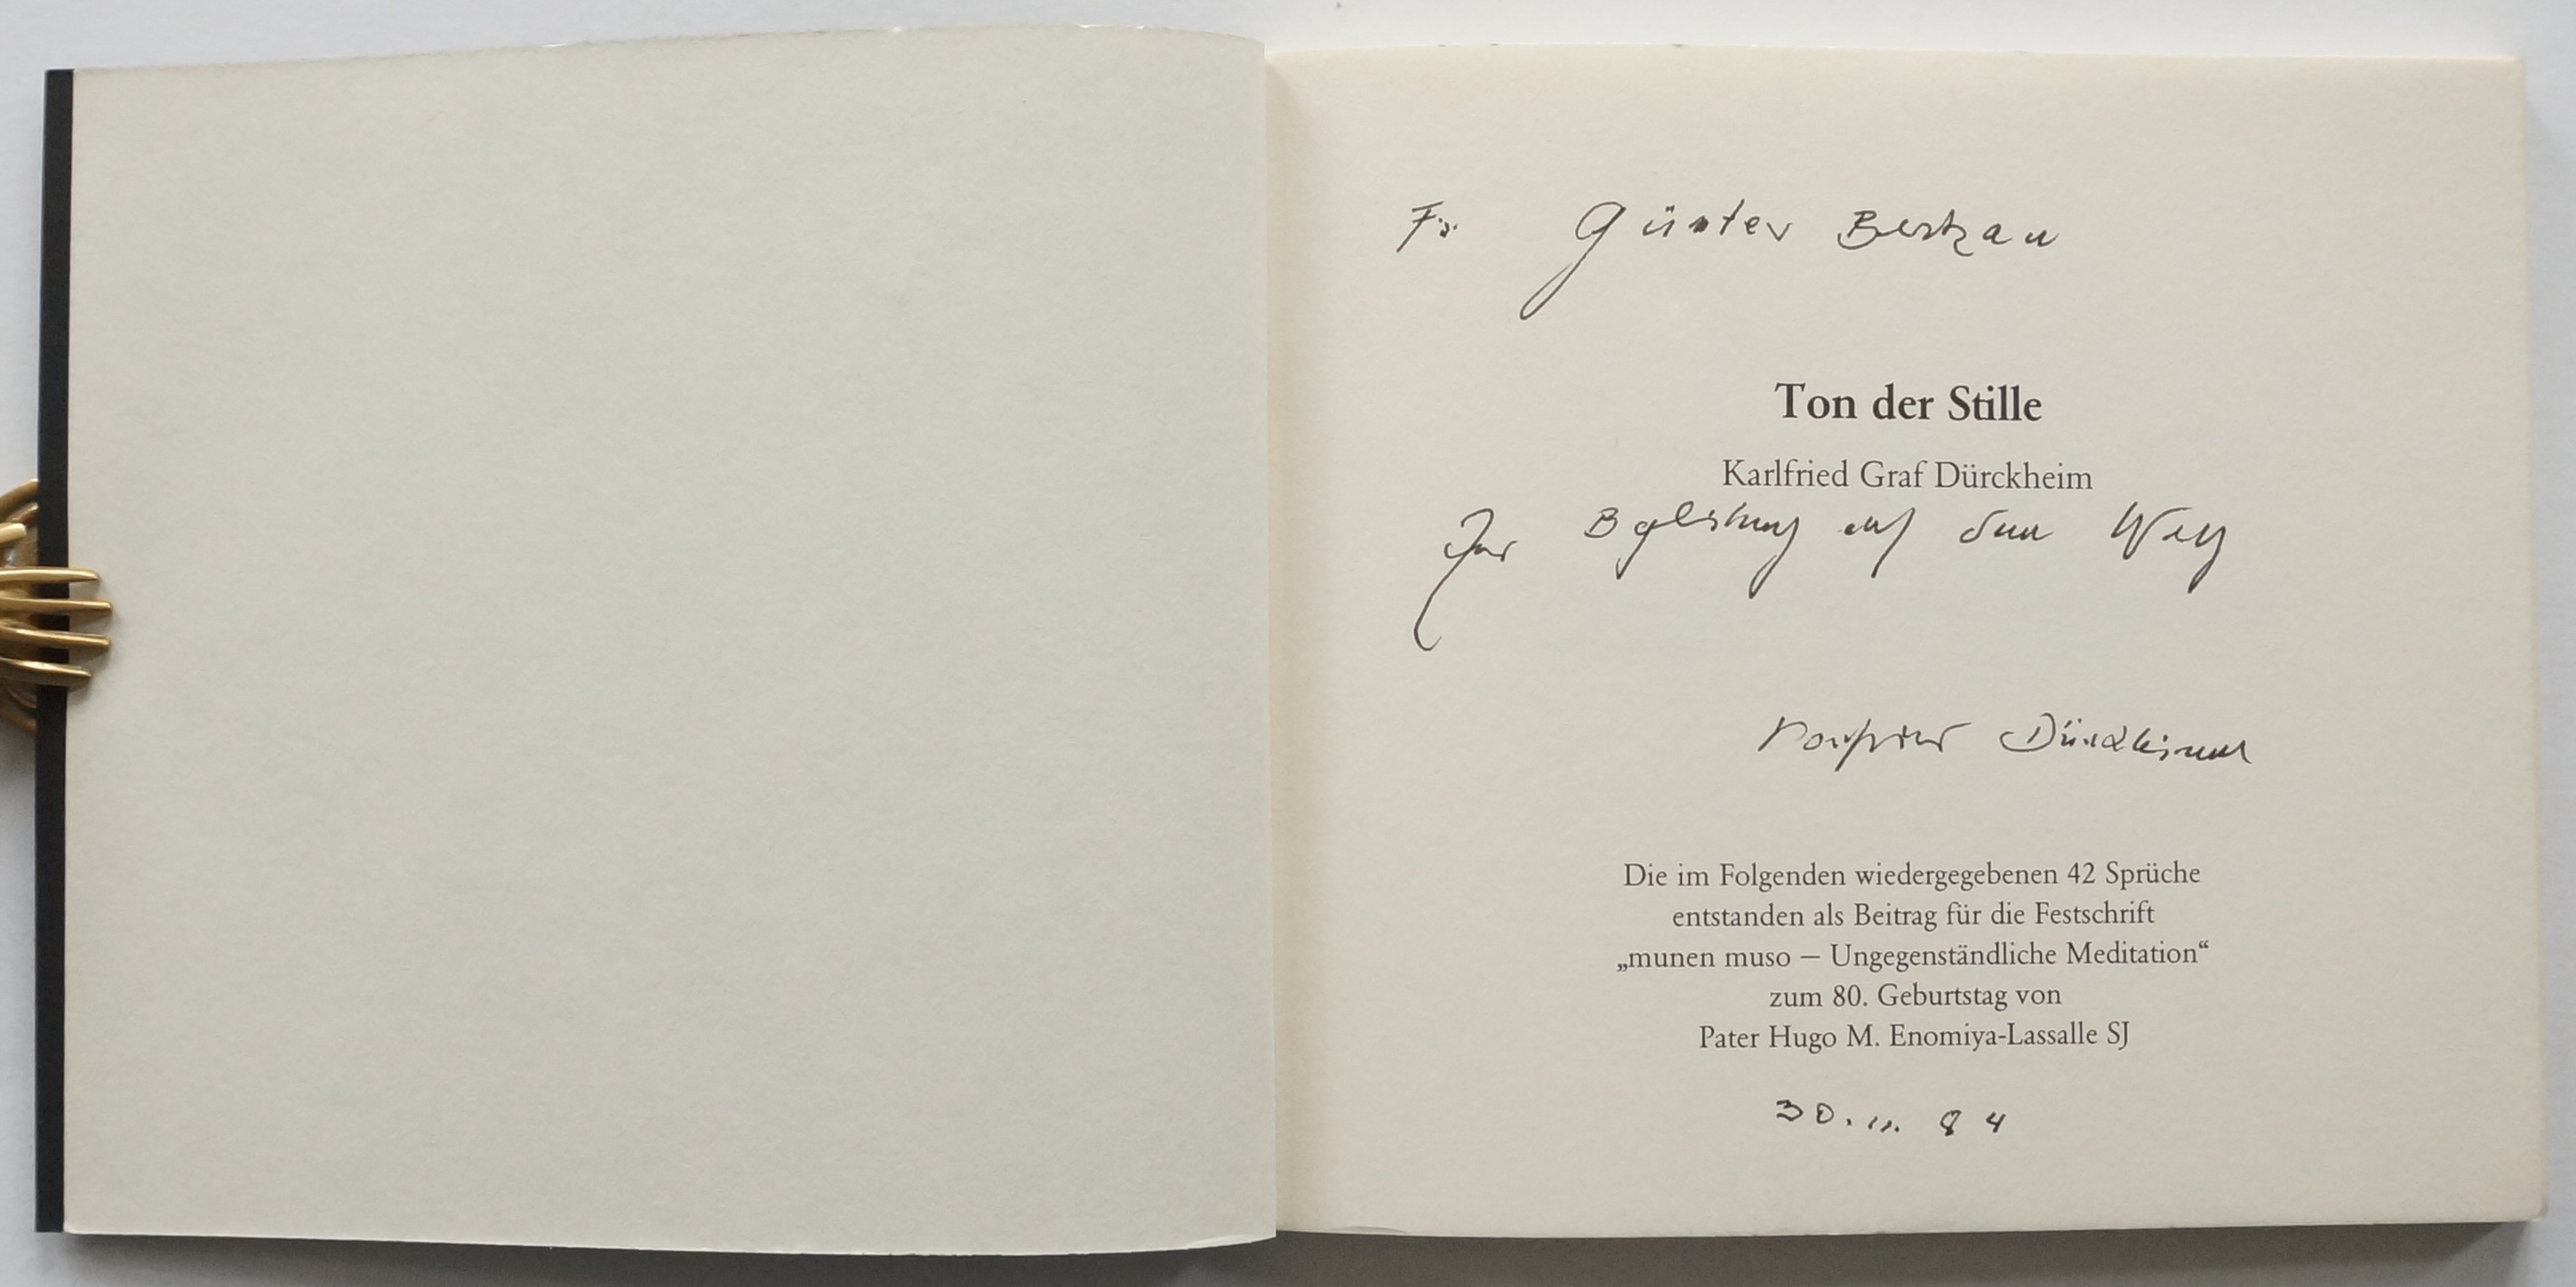 Günter
Ton der Stille
Karlfried Graf Dürckheim
Zur Begleitung auf dem Weg
Karlfried Dürckheim
Die im Folgenden wiedergegebenen 42 Sprüche
entstanden als Beitrag für die Festschrift
„munen muso — Ungegenständliche Meditation“
zum 80. Geburtstag von
Pater Hugo M. Enomiya-Lassalle SJ
30. 11. 84